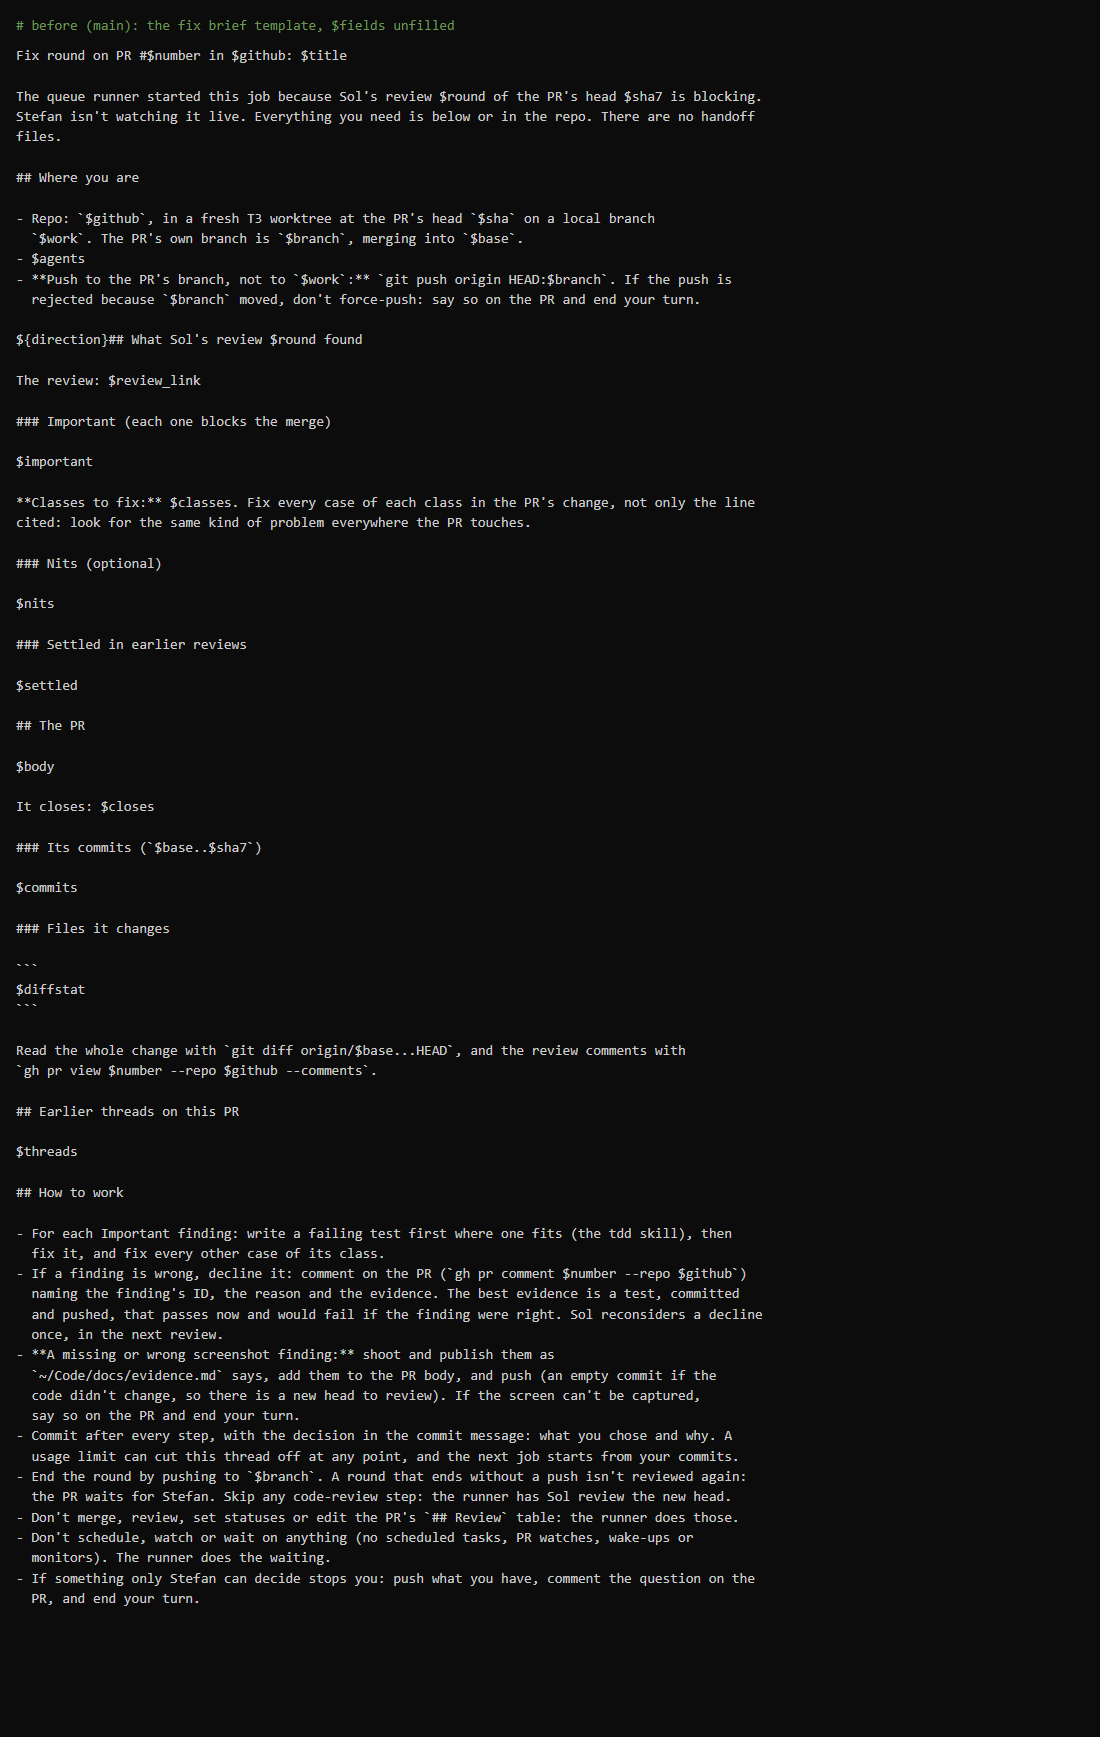 # before (main): the fix brief template, $fields unfilled
Fix round on PR #$number in $github: $title
The queue runner started this job because Sol's review $round of the PR's head $sha7 is blocking.
Stefan isn't watching it live. Everything you need is below or in the repo. There are no handoff
files.
## Where you are
- Repo: `$github`, in a fresh T3 worktree at the PR's head `$sha` on a local branch
`$work`. The PR's own branch is `$branch`, merging into `$base`.
- $agents
- **Push to the PR's branch, not to `$work`:** `git push origin HEAD:$branch`. If the push is
rejected because `$branch` moved, don't force-push: say so on the PR and end your turn.
${direction}## What Sol's review $round found
The review: $review_link
### Important (each one blocks the merge)
$important
**Classes to fix:** $classes. Fix every case of each class in the PR's change, not only the line
cited: look for the same kind of problem everywhere the PR touches.
### Nits (optional)
$nits
### Settled in earlier reviews
$settled
## The PR
$body
It closes: $closes
### Its commits (`$base..$sha7`)
$commits
### Files it changes
```
$diffstat
```
Read the whole change with `git diff origin/$base...HEAD`, and the review comments with
`gh pr view $number --repo $github --comments`.
## Earlier threads on this PR
$threads
## How to work
- For each Important finding: write a failing test first where one fits (the tdd skill), then
fix it, and fix every other case of its class.
- If a finding is wrong, decline it: comment on the PR (`gh pr comment $number --repo $github`)
naming the finding's ID, the reason and the evidence. The best evidence is a test, committed
and pushed, that passes now and would fail if the finding were right. Sol reconsiders a decline
once, in the next review.
- **A missing or wrong screenshot finding:** shoot and publish them as
`~/Code/docs/evidence.md` says, add them to the PR body, and push (an empty commit if the
code didn't change, so there is a new head to review). If the screen can't be captured,
say so on the PR and end your turn.
- Commit after every step, with the decision in the commit message: what you chose and why. A
usage limit can cut this thread off at any point, and the next job starts from your commits.
- End the round by pushing to `$branch`. A round that ends without a push isn't reviewed again:
the PR waits for Stefan. Skip any code-review step: the runner has Sol review the new head.
- Don't merge, review, set statuses or edit the PR's `## Review` table: the runner does those.
- Don't schedule, watch or wait on anything (no scheduled tasks, PR watches, wake-ups or
monitors). The runner does the waiting.
- If something only Stefan can decide stops you: push what you have, comment the question on the
PR, and end your turn.